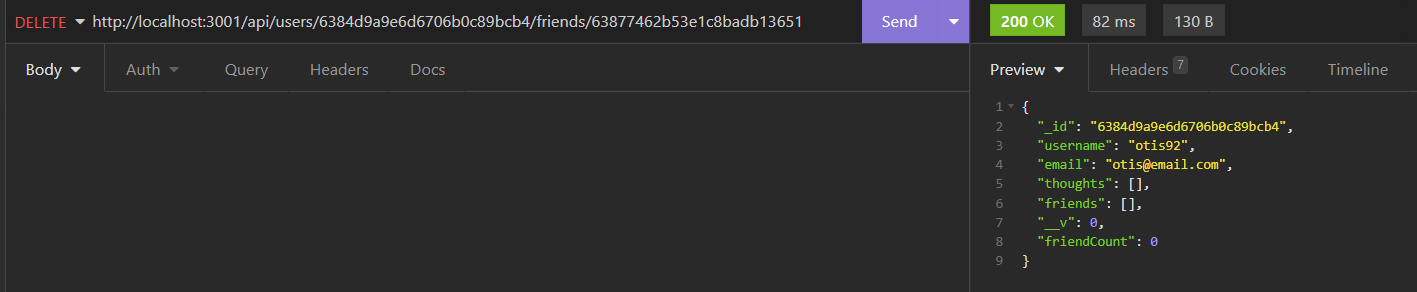 DELETE http://localhost:3001/api/users/6384d9a9e6d6706b0c89bcb4/friends/63877462b53e1c8badb13651 Send 200 OK 82 ms 130 B
Body Auth Query Headers Docs Preview Headers 7 Cookies Timeline
1 {
2 "_id": "6384d9a9e6d6706b0c89bcb4",
3 "username": "otis92",
4 "email": "otis@email.com",
5 "thoughts": [],
6 "friends": [],
7 "__v": 0,
8 "friendCount": 0
9 }